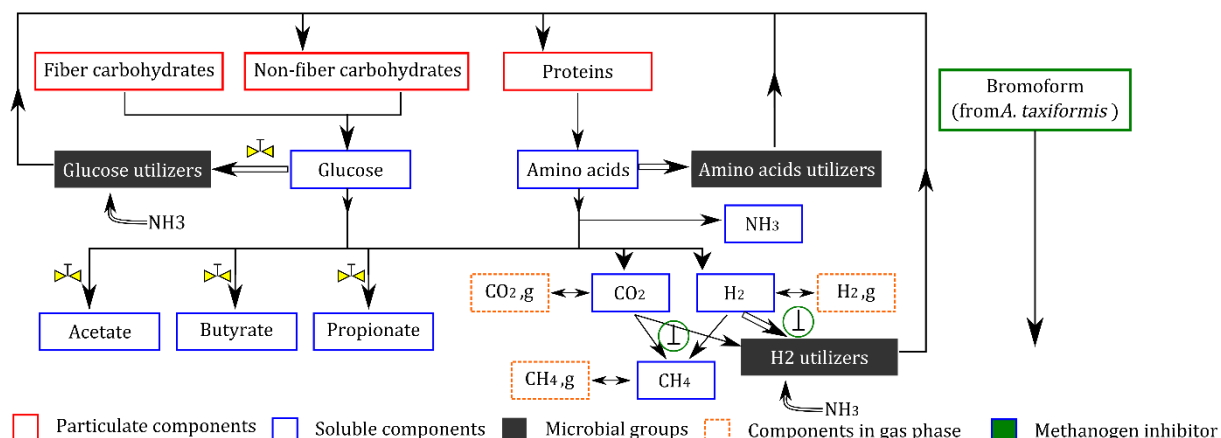 Fiber carbohydrates
Non-fiber carbohydrates
Proteins
Bromoform
(from A. taxiformis )
Glucose utilizers
Glucose
Amino acids
Amino acids utilizers
NH3
NH3
CO2,g
CO2
H2
H2,g
Acetate
Butyrate
Propionate
H2 utilizers
CH4,g
CH4
NH3
Particulate components
Soluble components
Microbial groups
Components in gas phase
Methanogen inhibitor